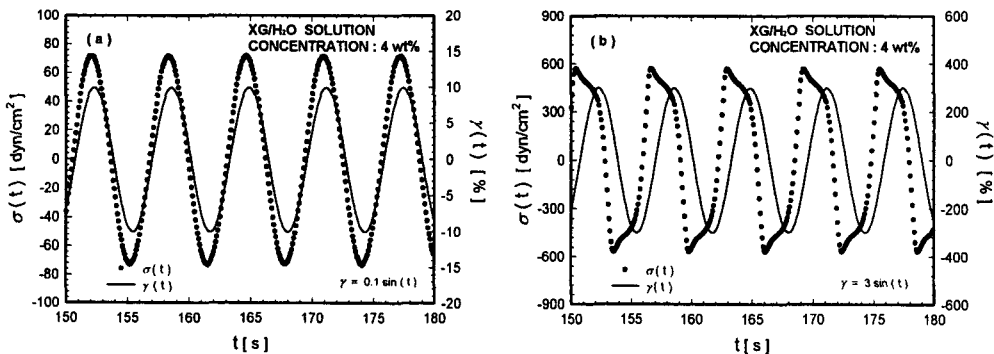 (a)
XG/H₂O SOLUTION
CONCENTRATION : 4 wt%
σ(t) [dyn/cm²]
100
80
60
40
20
0
-20
-40
-60
-80
-100
20
15
10
5
0
-5
-10
-15
-20
γ(t) [%]
σ(t)
γ(t)
γ = 0.1 sin(t)
150 155 160 165 170 175 180
t [s]
(b)
XG/H₂O SOLUTION
CONCENTRATION : 4 wt%
σ(t) [dyn/cm²]
900
600
300
0
-300
-600
-900
600
400
200
0
-200
-400
-600
γ(t) [%]
σ(t)
γ(t)
γ = 3 sin(t)
150 155 160 165 170 175 180
t [s]